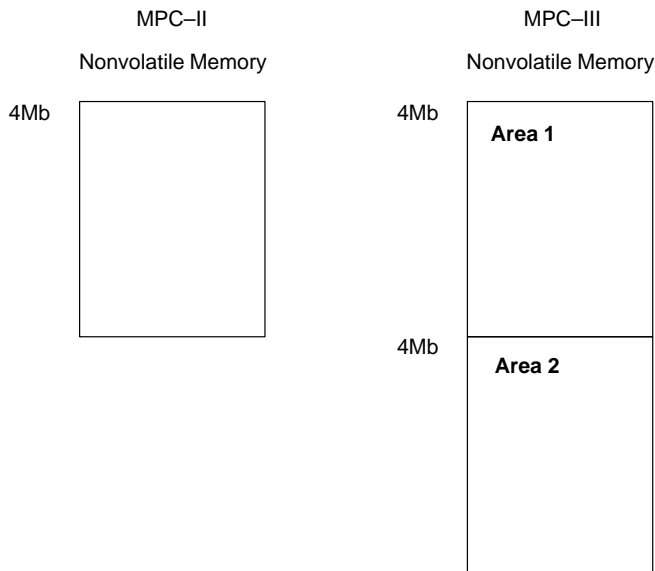 MPC–II
Nonvolatile Memory
4Mb
MPC–III
Nonvolatile Memory
4Mb
Area 1
4Mb
Area 2